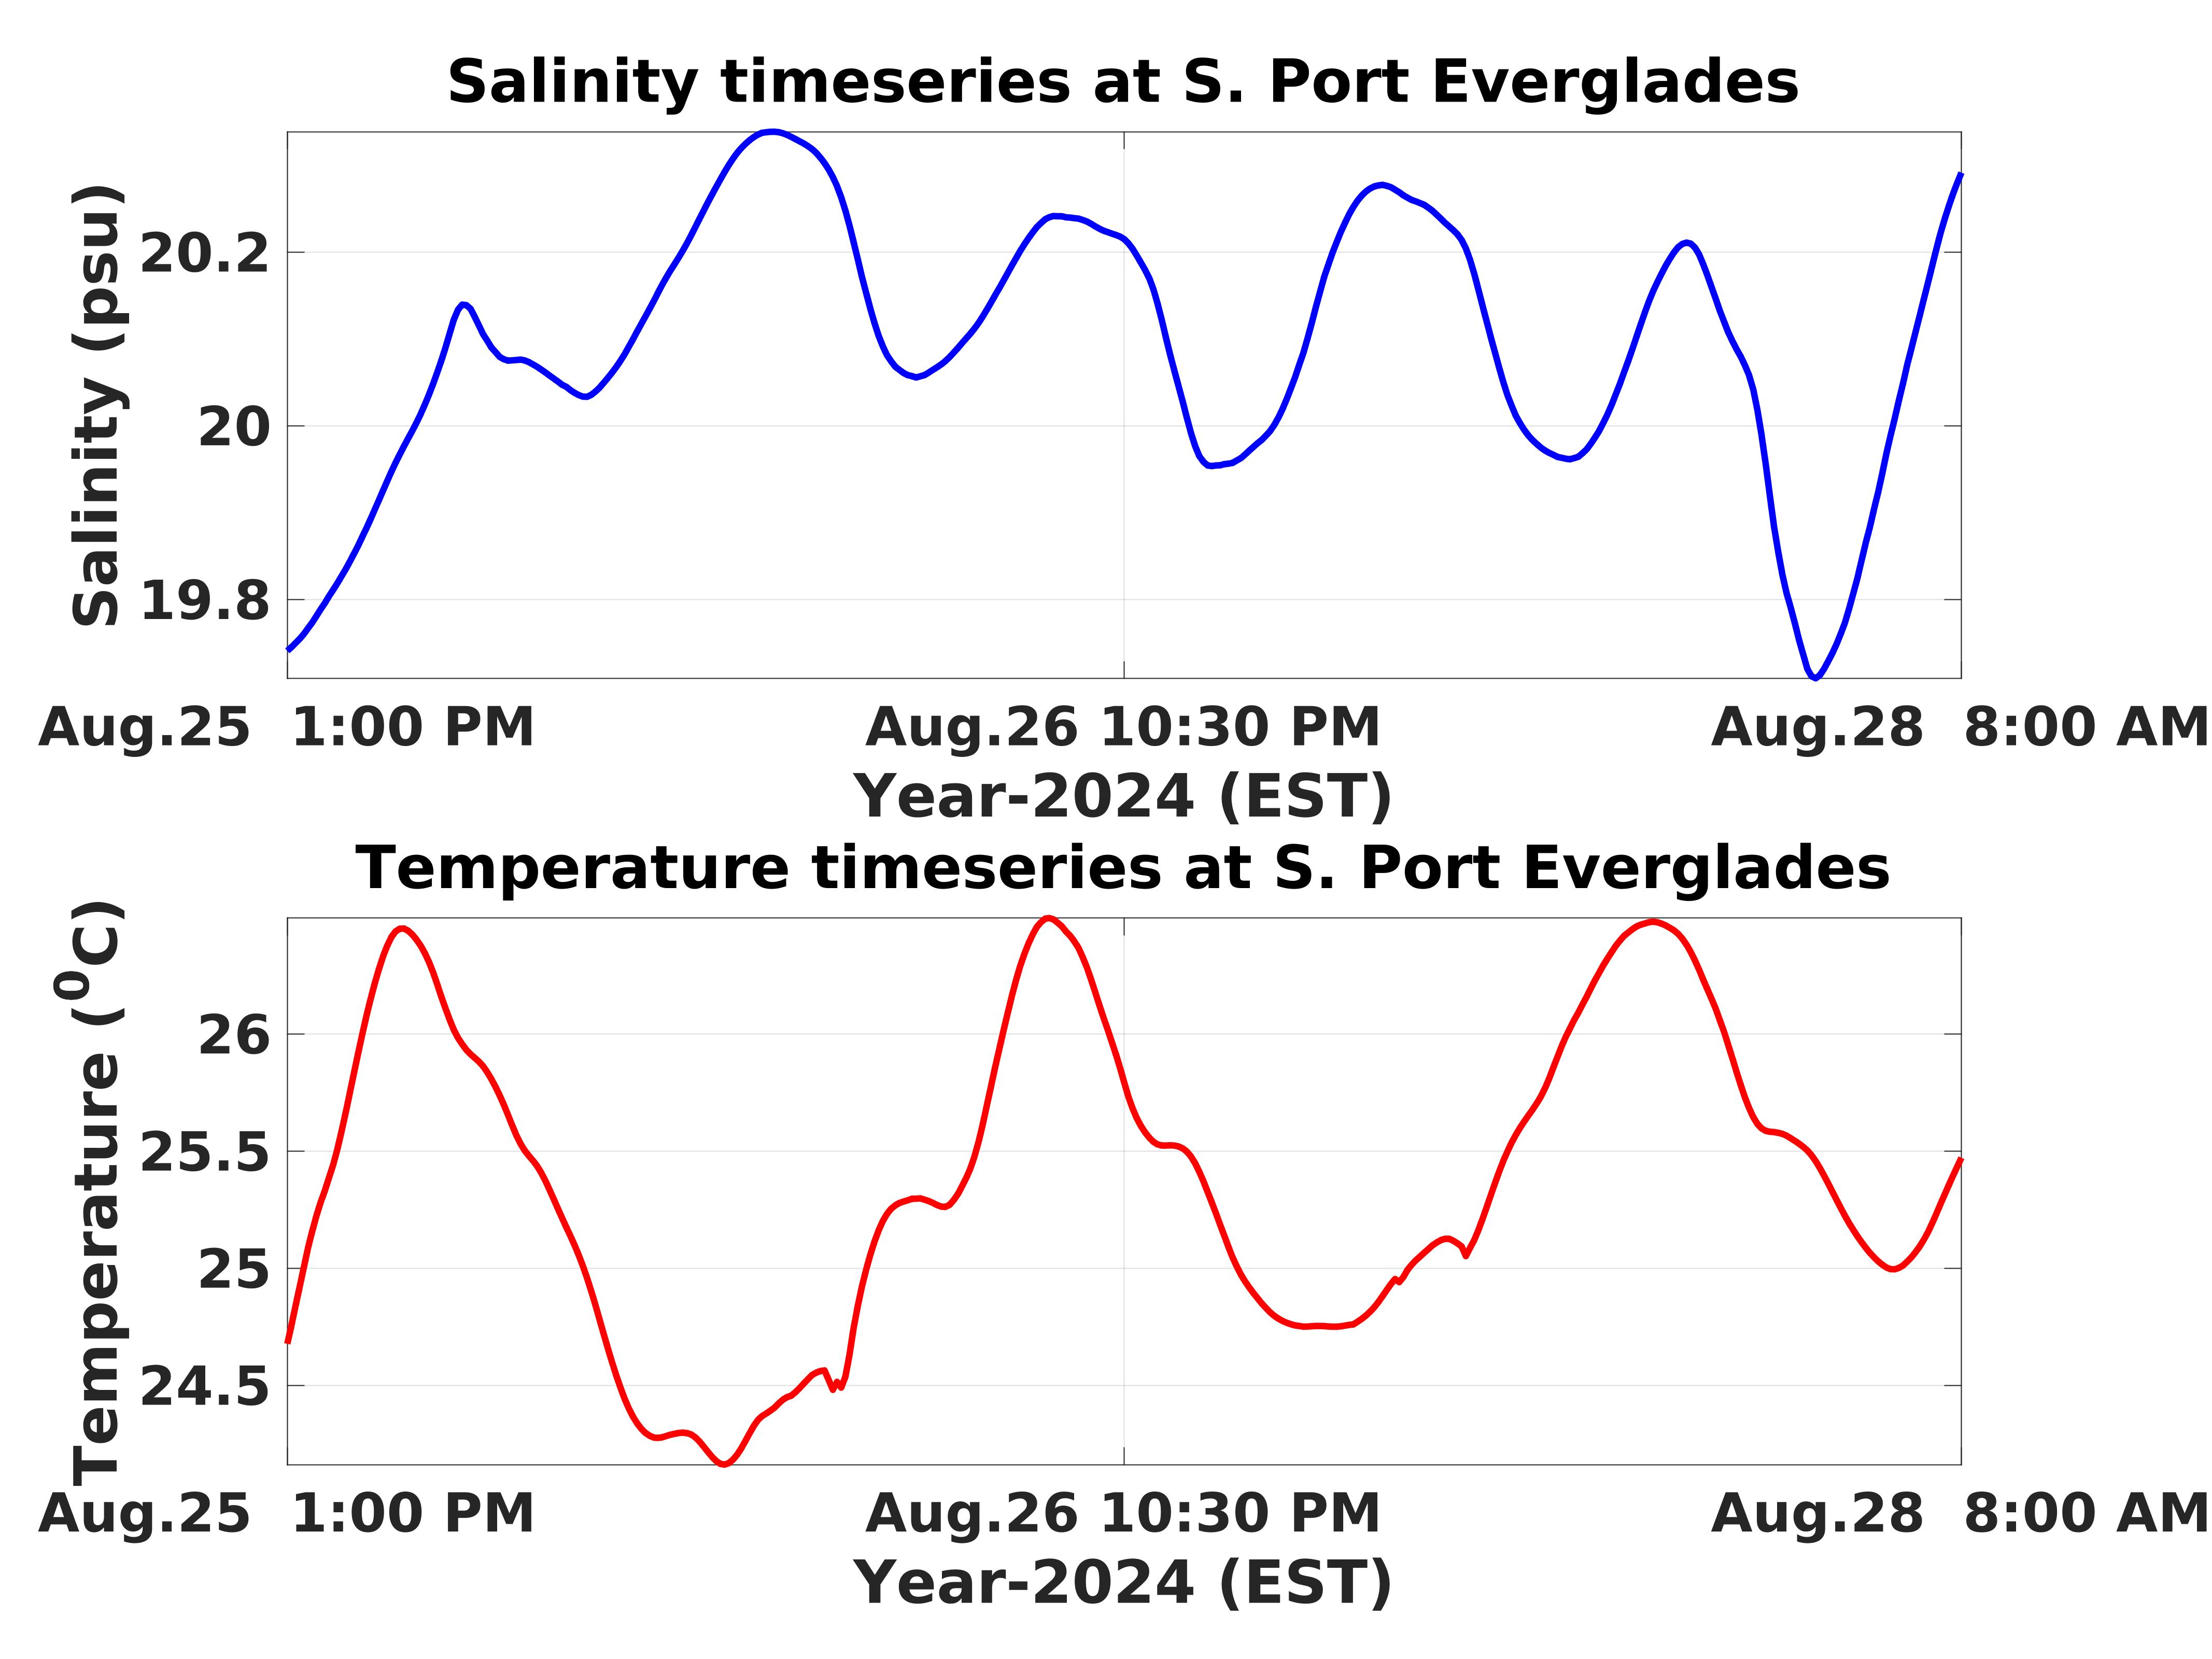 Salinity timeseries at S. Port Everglades
Salinity (psu)
20.2
20
19.8
Aug.25  1:00 PM
Aug.26 10:30 PM
Aug.28  8:00 AM
Year-2024 (EST)
Temperature timeseries at S. Port Everglades
Temperature (⁰C)
26
25.5
25
24.5
Aug.25  1:00 PM
Aug.26 10:30 PM
Aug.28  8:00 AM
Year-2024 (EST)